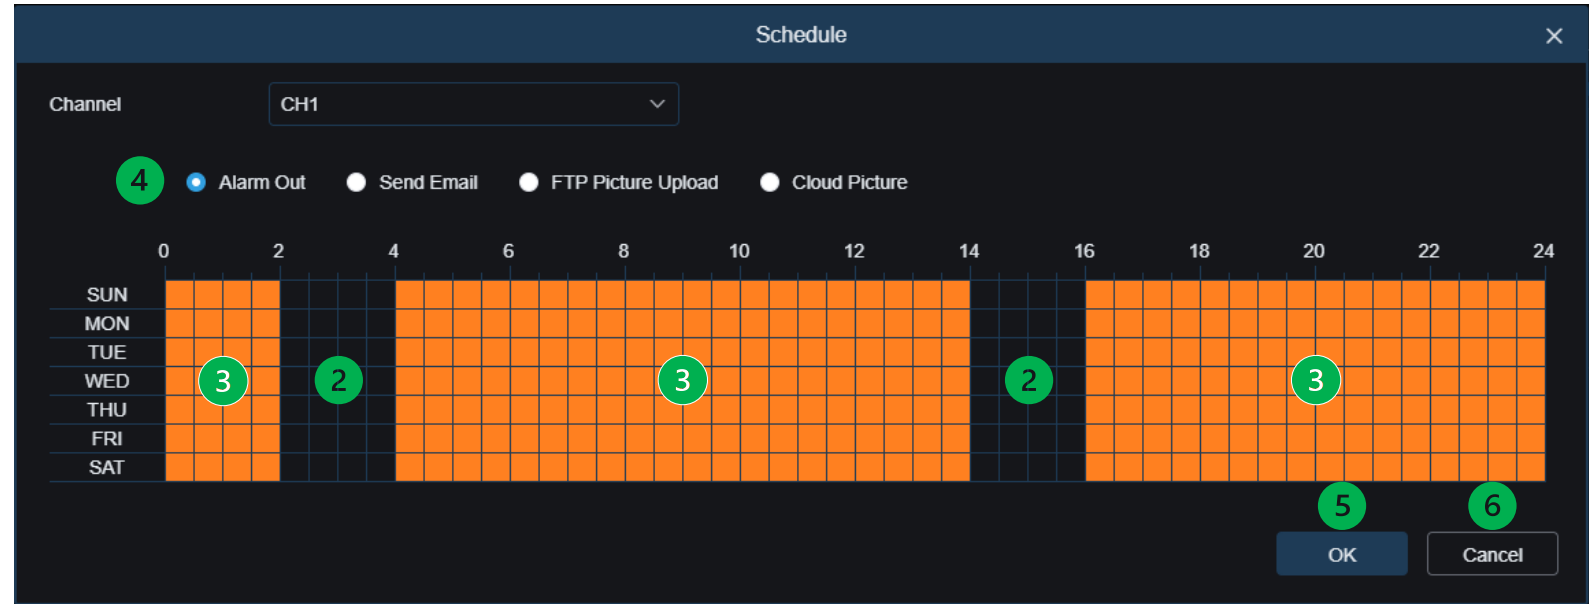 Schedule
Channel CH1
4 Alarm Out Send Email FTP Picture Upload Cloud Picture
0 2 4 6 8 10 12 14 16 18 20 22 24
SUN
MON
TUE
WED 3 2 3 2 3
THU
FRI
SAT
5 6
OK Cancel